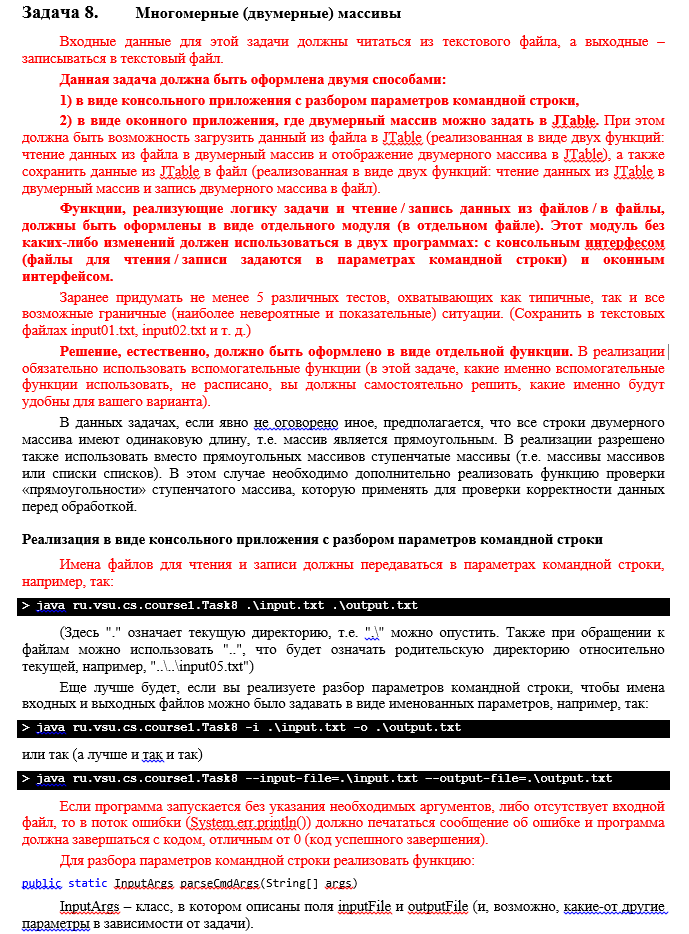 Задача 8. Многомерные (двумерные) массивы
Входные данные для этой задачи должны читаться из текстового файла, а выходные –
записываться в текстовый файл.
Данная задача должна быть оформлена двумя способами:
1) в виде консольного приложения с разбором параметров командной строки,
2) в виде оконного приложения, где двумерный массив можно задать в JTable. При этом
должна быть возможность загрузить данный из файла в JTable (реализованная в виде двух функций:
чтение данных из файла в двумерный массив и отображение двумерного массива в JTable), а также
сохранить данные из JTable в файл (реализованная в виде двух функций: чтение данных из JTable в
двумерный массив и запись двумерного массива в файл).
Функции, реализующие логику задачи и чтение / запись данных из файлов / в файлы,
должны быть оформлены в виде отдельного модуля (в отдельном файле). Этот модуль без
каких-либо изменений должен использоваться в двух программах: с консольным интерфесом
(файлы для чтения / записи задаются в параметрах командной строки) и оконным
интерфейсом.
Заранее придумать не менее 5 различных тестов, охватывающих как типичные, так и все
возможные граничные (наиболее невероятные и показательные) ситуации. (Сохранить в текстовых
файлах input01.txt, input02.txt и т. д.)
Решение, естественно, должно быть оформлено в виде отдельной функции. В реализации
обязательно использовать вспомогательные функции (в этой задаче, какие именно вспомогательные
функции использовать, не расписано, вы должны самостоятельно решить, какие именно будут
удобны для вашего варианта).
В данных задачах, если явно не оговорено иное, предполагается, что все строки двумерного
массива имеют одинаковую длину, т.е. массив является прямоугольным. В реализации разрешено
также использовать вместо прямоугольных массивов ступенчатые массивы (т.е. массивы массивов
или списки списков). В этом случае необходимо дополнительно реализовать функцию проверки
«прямоугольности» ступенчатого массива, которую применять для проверки корректности данных
перед обработкой.
Реализация в виде консольного приложения с разбором параметров командной строки
Имена файлов для чтения и записи должны передаваться в параметрах командной строки,
например, так:
> java ru.vsu.cs.course1.Task8 .\input.txt .\output.txt
(Здесь "." означает текущую директорию, т.е. ".\" можно опустить. Также при обращении к
файлам можно использовать "..", что будет означать родительскую директорию относительно
текущей, например, "..\..\input05.txt")
Еще лучше будет, если вы реализуете разбор параметров командной строки, чтобы имена
входных и выходных файлов можно было задавать в виде именованных параметров, например, так:
> java ru.vsu.cs.course1.Task8 -i .\input.txt -o .\output.txt
или так (а лучше и так и так)
> java ru.vsu.cs.course1.Task8 --input-file=.\input.txt --output-file=.\output.txt
Если программа запускается без указания необходимых аргументов, либо отсутствует входной
файл, то в поток ошибки (System.err.println()) должно печататься сообщение об ошибке и программа
должна завершаться с кодом, отличным от 0 (код успешного завершения).
Для разбора параметров командной строки реализовать функцию:
public static InputArgs parseCmdArgs(String[] args)
InputArgs – класс, в котором описаны поля inputFile и outputFile (и, возможно, какие-от другие
параметры в зависимости от задачи).